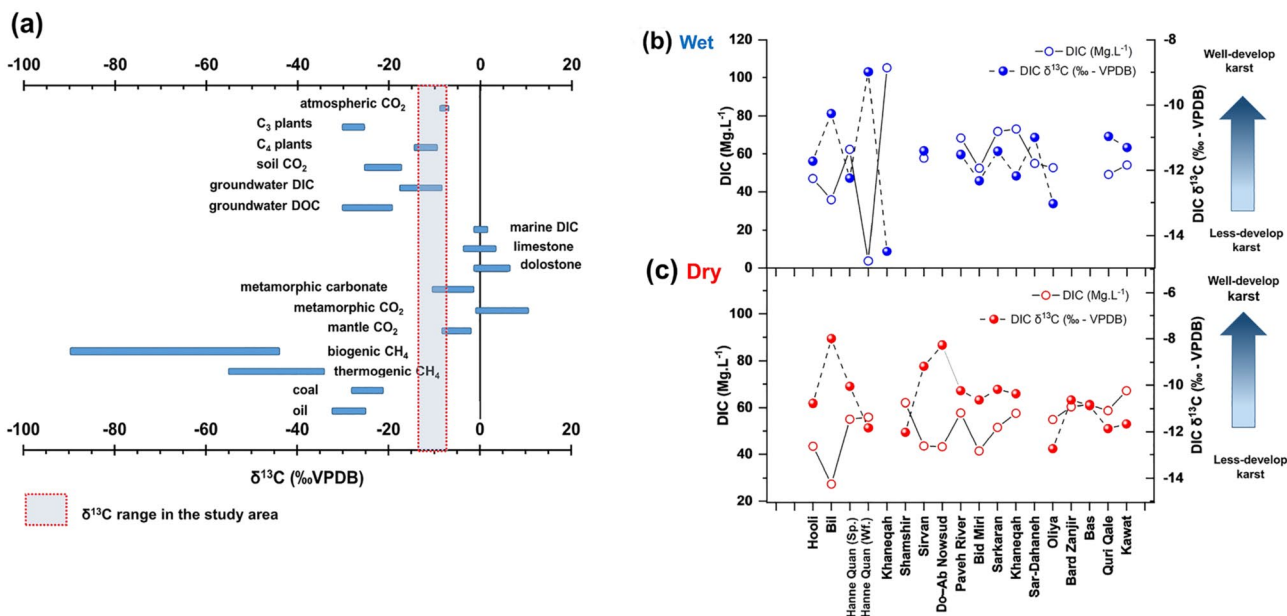 (a)
-100 -80 -60 -40 -20 0 20
atmospheric CO₂
C₃ plants
C₄ plants
soil CO₂
groundwater DIC
groundwater DOC
marine DIC
limestone
dolostone
metamorphic carbonate
metamorphic CO₂
mantle CO₂
biogenic CH₄
thermogenic CH₄
coal
oil
-100 -80 -60 -40 -20 0 20
δ¹³C (‰VPDB)
δ¹³C range in the study area
(b) Wet
DIC (Mg.L⁻¹)
120
100
80
60
40
20
0
DIC (Mg.L⁻¹)
DIC δ¹³C (‰ - VPDB)
-8
-10
-12
-14
DIC δ¹³C (‰ - VPDB)
Well-develop
karst
Less-develop
karst
(c) Dry
DIC (Mg.L⁻¹)
100
80
60
40
20
DIC (Mg.L⁻¹)
DIC δ¹³C (‰ - VPDB)
-6
-8
-10
-12
-14
DIC δ¹³C (‰ - VPDB)
Well-develop
karst
Less-develop
karst
Hooli
Bil
Hanne Quan (Sp.)
Hanne Quan (Wf.)
Khaneqah
Shamshir
Sirvan
Do–Ab Nowsud
Paveh River
Bid Miri
Sarkaran
Khaneqah
Sar-Dahaneh
Oliya
Bard Zanjir
Bas
Quri Qale
Kawat